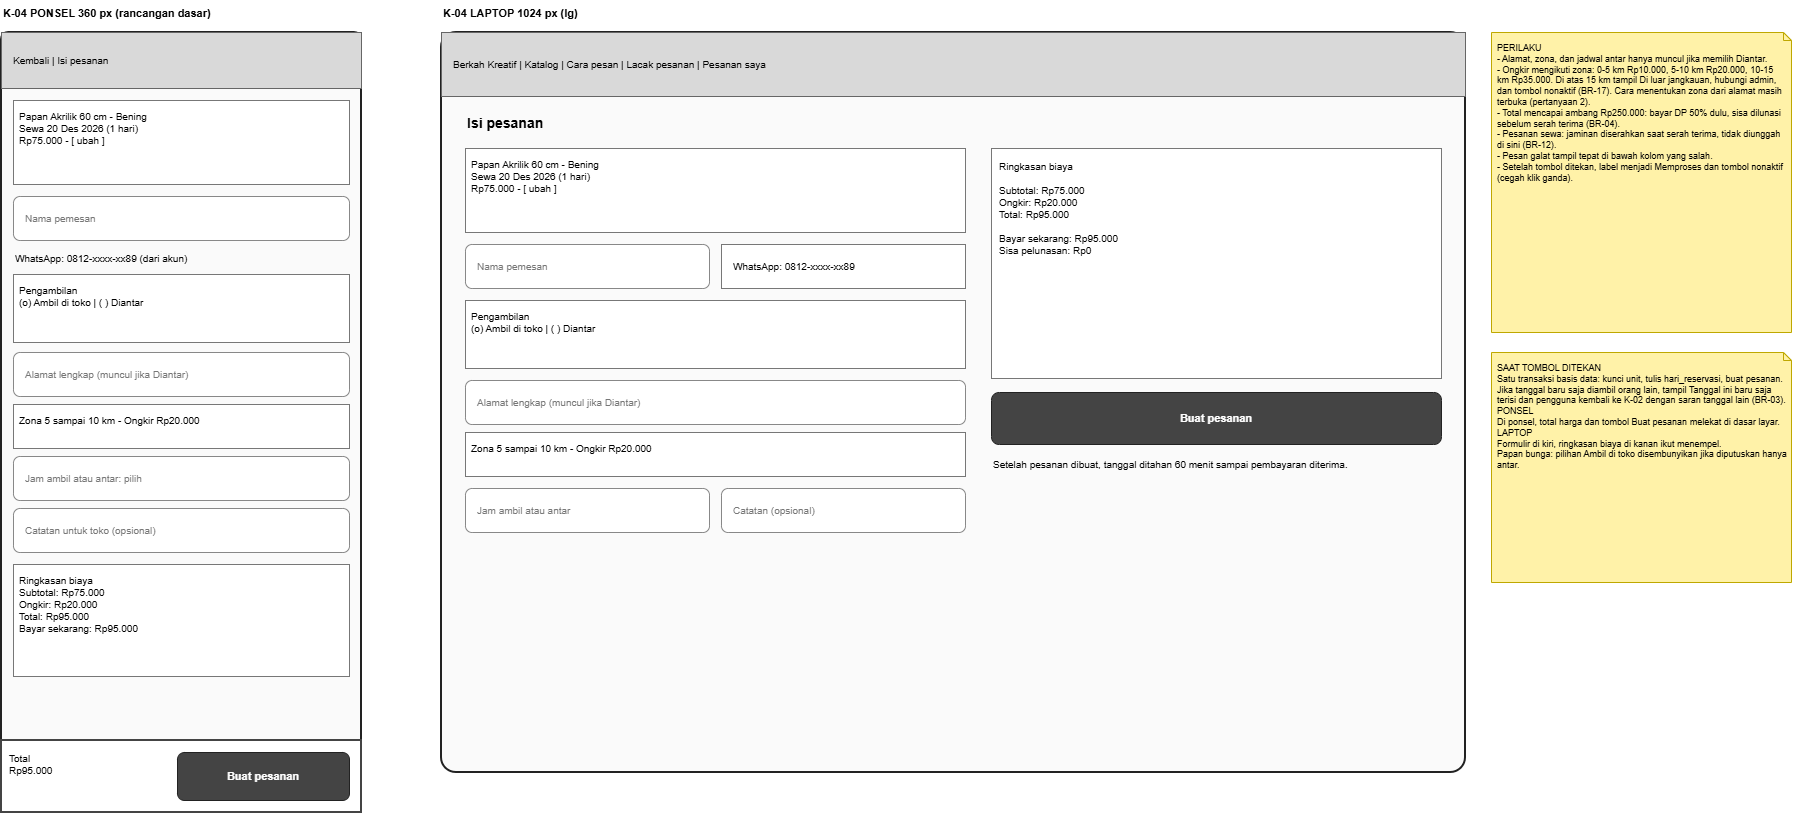 K-04 PONSEL 360 px (rancangan dasar)
Kembali | Isi pesanan
Papan Akrilik 60 cm - Bening
Sewa 20 Des 2026 (1 hari)
Rp75.000 - [ ubah ]
Nama pemesan
WhatsApp: 0812-xxxx-xx89 (dari akun)
Pengambilan
(o) Ambil di toko | ( ) Diantar
Alamat lengkap (muncul jika Diantar)
Zona 5 sampai 10 km - Ongkir Rp20.000
Jam ambil atau antar: pilih
Catatan untuk toko (opsional)
Ringkasan biaya
Subtotal: Rp75.000
Ongkir: Rp20.000
Total: Rp95.000
Bayar sekarang: Rp95.000
Total
Rp95.000
Buat pesanan
K-04 LAPTOP 1024 px (lg)
Berkah Kreatif | Katalog | Cara pesan | Lacak pesanan | Pesanan saya
Isi pesanan
Papan Akrilik 60 cm - Bening
Sewa 20 Des 2026 (1 hari)
Rp75.000 - [ ubah ]
Nama pemesan
WhatsApp: 0812-xxxx-xx89
Pengambilan
(o) Ambil di toko | ( ) Diantar
Alamat lengkap (muncul jika Diantar)
Zona 5 sampai 10 km - Ongkir Rp20.000
Jam ambil atau antar
Catatan (opsional)
Ringkasan biaya
Subtotal: Rp75.000
Ongkir: Rp20.000
Total: Rp95.000
Bayar sekarang: Rp95.000
Sisa pelunasan: Rp0
Buat pesanan
Setelah pesanan dibuat, tanggal ditahan 60 menit sampai pembayaran diterima.
PERILAKU
- Alamat, zona, dan jadwal antar hanya muncul jika memilih Diantar.
- Ongkir mengikuti zona: 0-5 km Rp10.000, 5-10 km Rp20.000, 10-15
km Rp35.000. Di atas 15 km tampil Di luar jangkauan, hubungi admin,
dan tombol nonaktif (BR-17). Cara menentukan zona dari alamat masih
terbuka (pertanyaan 2).
- Total mencapai ambang Rp250.000: bayar DP 50% dulu, sisa dilunasi
sebelum serah terima (BR-04).
- Pesanan sewa: jaminan diserahkan saat serah terima, tidak diunggah
di sini (BR-12).
- Pesan galat tampil tepat di bawah kolom yang salah.
- Setelah tombol ditekan, label menjadi Memproses dan tombol nonaktif
(cegah klik ganda).
SAAT TOMBOL DITEKAN
Satu transaksi basis data: kunci unit, tulis hari_reservasi, buat pesanan.
Jika tanggal baru saja diambil orang lain, tampil Tanggal ini baru saja
terisi dan pengguna kembali ke K-02 dengan saran tanggal lain (BR-03).
PONSEL
Di ponsel, total harga dan tombol Buat pesanan melekat di dasar layar.
LAPTOP
Formulir di kiri, ringkasan biaya di kanan ikut menempel.
Papan bunga: pilihan Ambil di toko disembunyikan jika diputuskan hanya
antar.